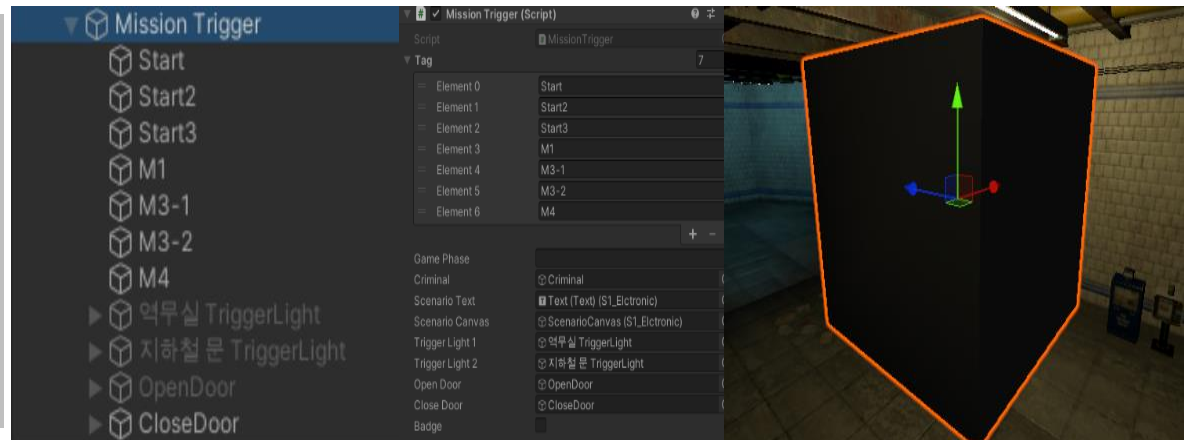 Mission Trigger
Start
Start2
Start3
M1
M3-1
M3-2
M4
역무실 TriggerLight
지하철 문 TriggerLight
OpenDoor
CloseDoor
Mission Trigger (Script)
Script MissionTrigger
Tag 7
Element 0 Start
Element 1 Start2
Element 2 Start3
Element 3 M1
Element 4 M3-1
Element 5 M3-2
Element 6 M4
Game Phase
Criminal Criminal
Scenario Text Text (Text) (S1_Elctronic)
Scenario Canvas ScenarioCanvas (S1_Elctronic)
Trigger Light 1 역무실 TriggerLight
Trigger Light 2 지하철 문 TriggerLight
Open Door OpenDoor
Close Door CloseDoor
Badge